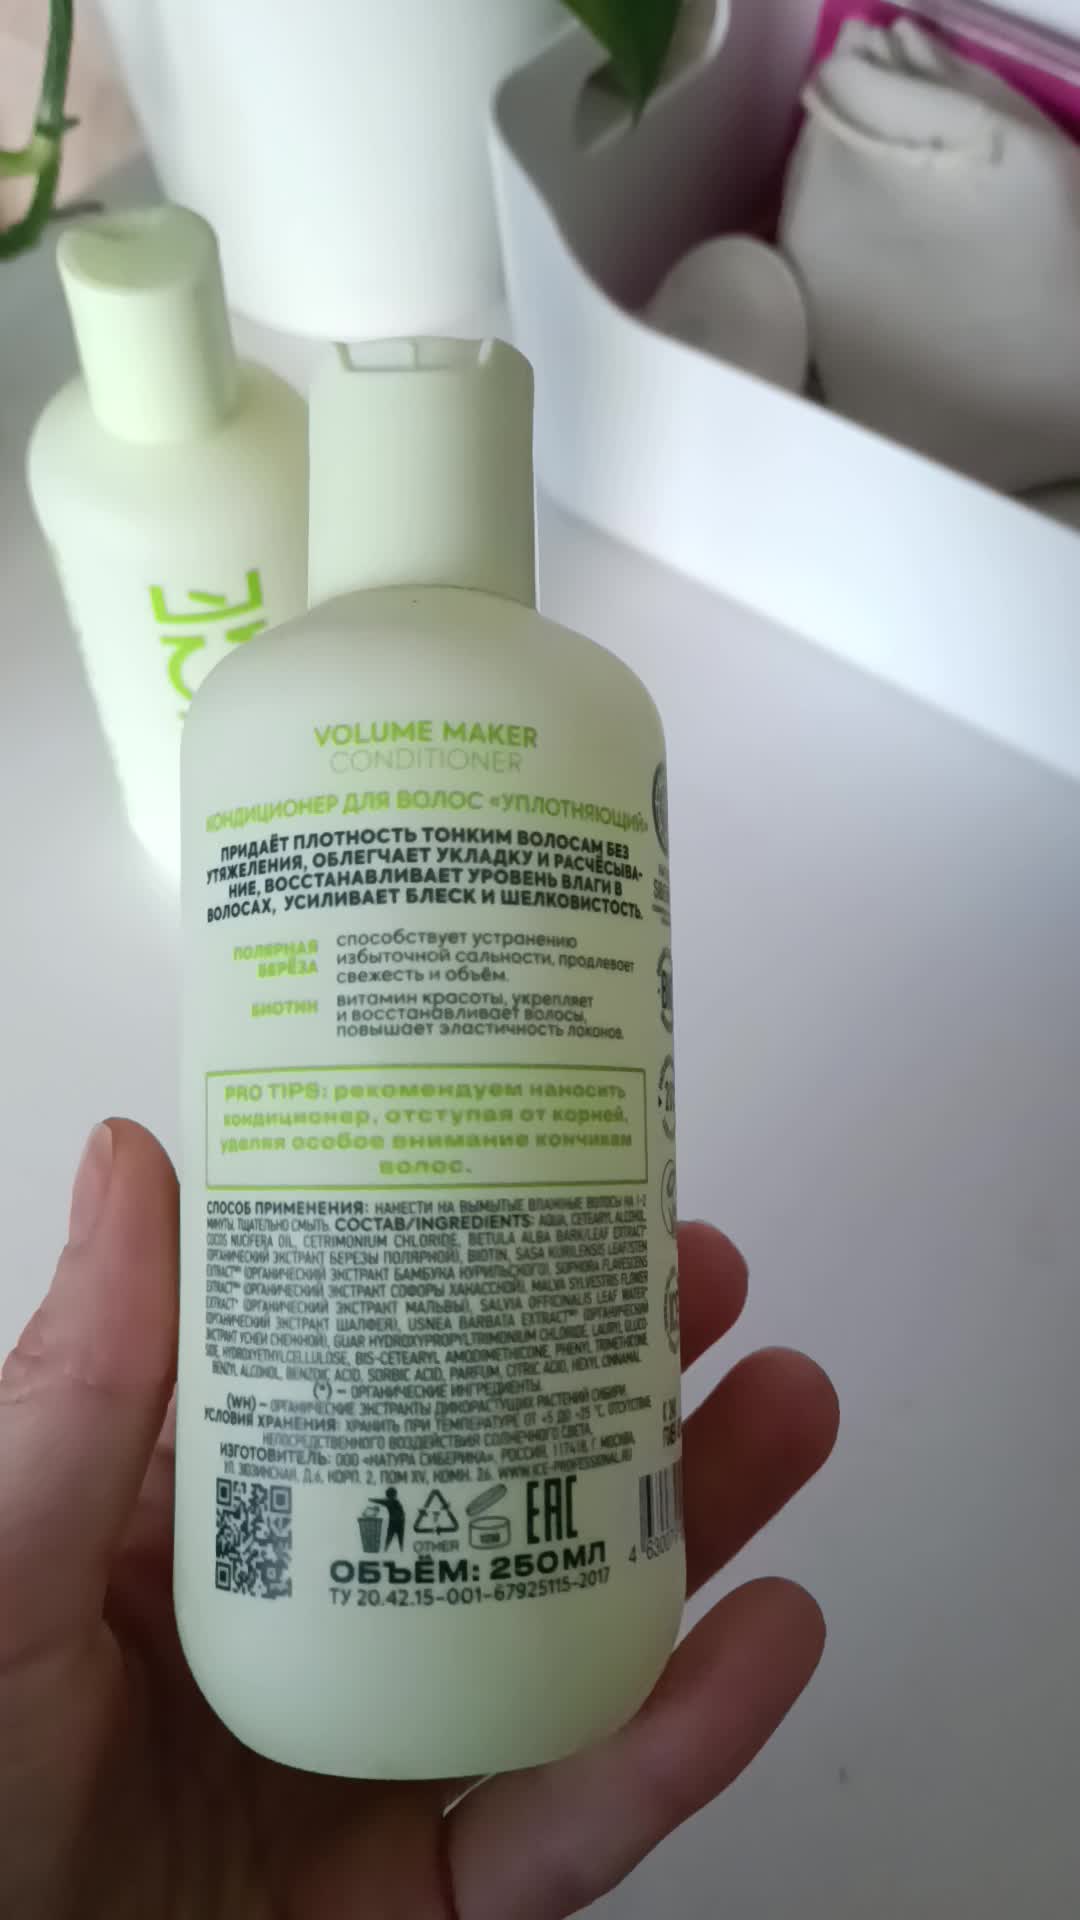 VOLUME MAKER
CONDITIONER
КОНДИЦИОНЕР ДЛЯ ВОЛОС «УПЛОТНЯЮЩИЙ»
ПРИДАЁТ ПЛОТНОСТЬ ТОНКИМ ВОЛОСАМ БЕЗ
УТЯЖЕЛЕНИЯ, ОБЛЕГЧАЕТ УКЛАДКУ И РАСЧЁСЫВА-
НИЕ, ВОССТАНАВЛИВАЕТ УРОВЕНЬ ВЛАГИ В
ВОЛОСАХ, УСИЛИВАЕТ БЛЕСК И ШЕЛКОВИСТОСТЬ.
ПОЛЯРНАЯ БЕРЁЗА
способствует устранению
избыточной сальности, продлевает
свежесть и объём.
БИОТИН
витамин красоты, укрепляет
и восстанавливает волосы,
повышает эластичность локонов.
PRO TIPS: рекомендуем наносить
кондиционер, отступая от корней,
уделяя особое внимание кончикам
волос.
СПОСОБ ПРИМЕНЕНИЯ: НАНЕСТИ НА ВЫМЫТЫЕ ВЛАЖНЫЕ ВОЛОСЫ НА 1-2
МИНУТЫ. ТЩАТЕЛЬНО СМЫТЬ. СОСТАВ/INGREDIENTS: AQUA, CETEARYL ALCOHOL,
COCOS NUCIFERA OIL, CETRIMONIUM CHLORIDE, BETULA ALBA BARK/LEAF EXTRACT*
(ОРГАНИЧЕСКИЙ ЭКСТРАКТ БЕРЕЗЫ ПОЛЯРНОЙ), BIOTIN, SASA KURILENSIS LEAF/STEM
EXTRACT (ОРГАНИЧЕСКИЙ ЭКСТРАКТ БАМБУКА КУРИЛЬСКОГО), SOPHORA FLAVESCENS
EXTRACT (ОРГАНИЧЕСКИЙ ЭКСТРАКТ СОФОРЫ ХАКАССКОЙ), MALVA SYLVESTRIS FLOWER
EXTRACT* (ОРГАНИЧЕСКИЙ ЭКСТРАКТ МАЛЬВЫ), SALVIA OFFICINALIS LEAF WATER*
(ОРГАНИЧЕСКИЙ ЭКСТРАКТ ШАЛФЕЯ), USNEA BARBATA EXTRACT (ОРГАНИЧЕСКИЙ
ЭКСТРАКТ УСНЕИ СНЕЖНОЙ), GUAR HYDROXYPROPYLTRIMONIUM CHLORIDE, LAURYL GLUCO-
SIDE, HYDROXYETHYLCELLULOSE, BIS-CETEARYL AMODIMETHICONE, PHENYL TRIMETHICONE,
BENZYL ALCOHOL, BENZOIC ACID, SORBIC ACID, PARFUM, CITRIC ACID, HEXYL CINNAMAL
(*) – ОРГАНИЧЕСКИЕ ИНГРЕДИЕНТЫ.
(WH) – ОРГАНИЧЕСКИЕ ЭКСТРАКТЫ ДИКОРАСТУЩИХ РАСТЕНИЙ СИБИРИ.
УСЛОВИЯ ХРАНЕНИЯ: ХРАНИТЬ ПРИ ТЕМПЕРАТУРЕ ОТ +5 ДО +25 °C, ОТСУТСТВИЕ
НЕПОСРЕДСТВЕННОГО ВОЗДЕЙСТВИЯ СОЛНЕЧНОГО СВЕТА.
ИЗГОТОВИТЕЛЬ: ООО «НАТУРА СИБЕРИКА», РОССИЯ, 117418, Г. МОСКВА,
УЛ. ЗЮЗИНСКАЯ, Д.6, КОРП. 2, ПОМ XV, КОМН. 26. WWW.ICE-PROFESSIONAL.RU
7
OTHER
EAC
ОБЪЁМ: 250МЛ
ТУ 20.42.15-001-67925115-2017